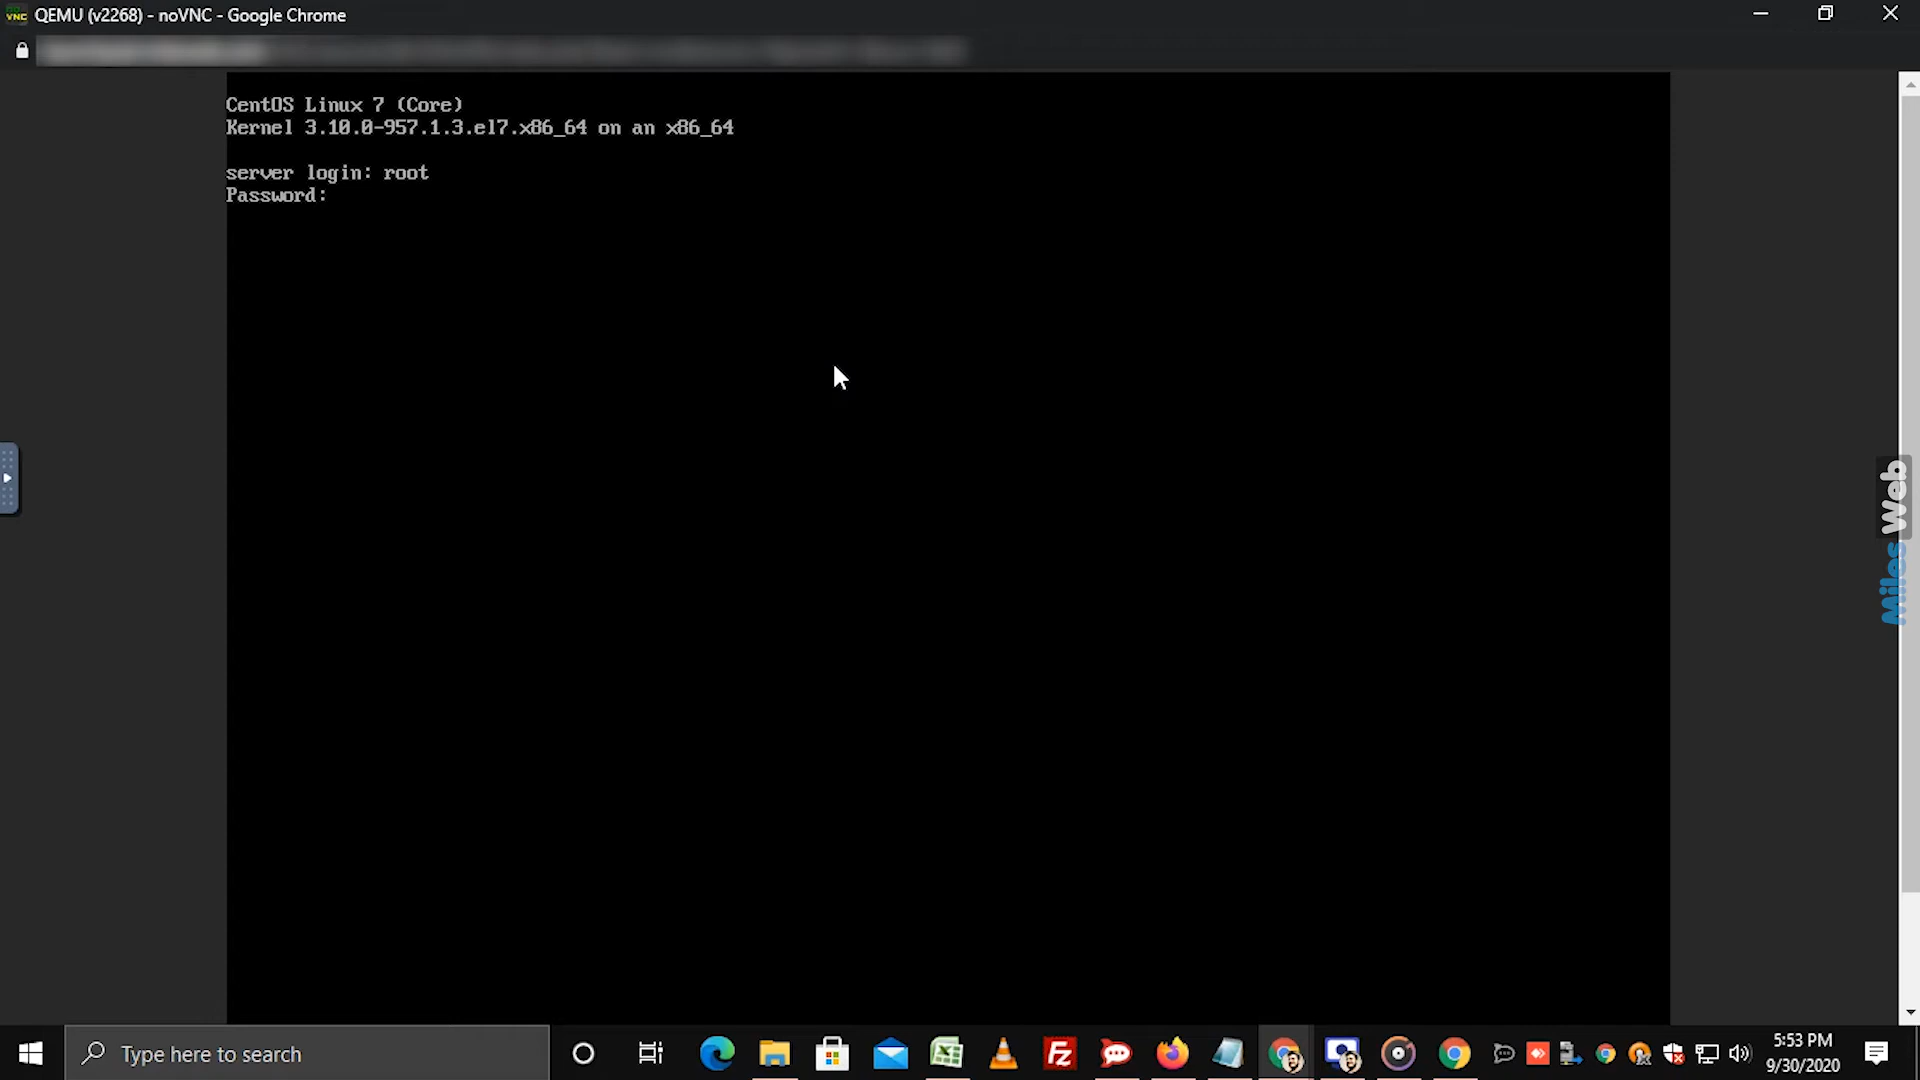 QEMU (v2268) - noVNC - Google Chrome
CentOS Linux 7 (Core)
Kernel 3.10.0-957.1.3.el7.x86_64 on an x86_64
server login: root
Password:
Miles Web
Type here to search
5:53 PM
9/30/2020